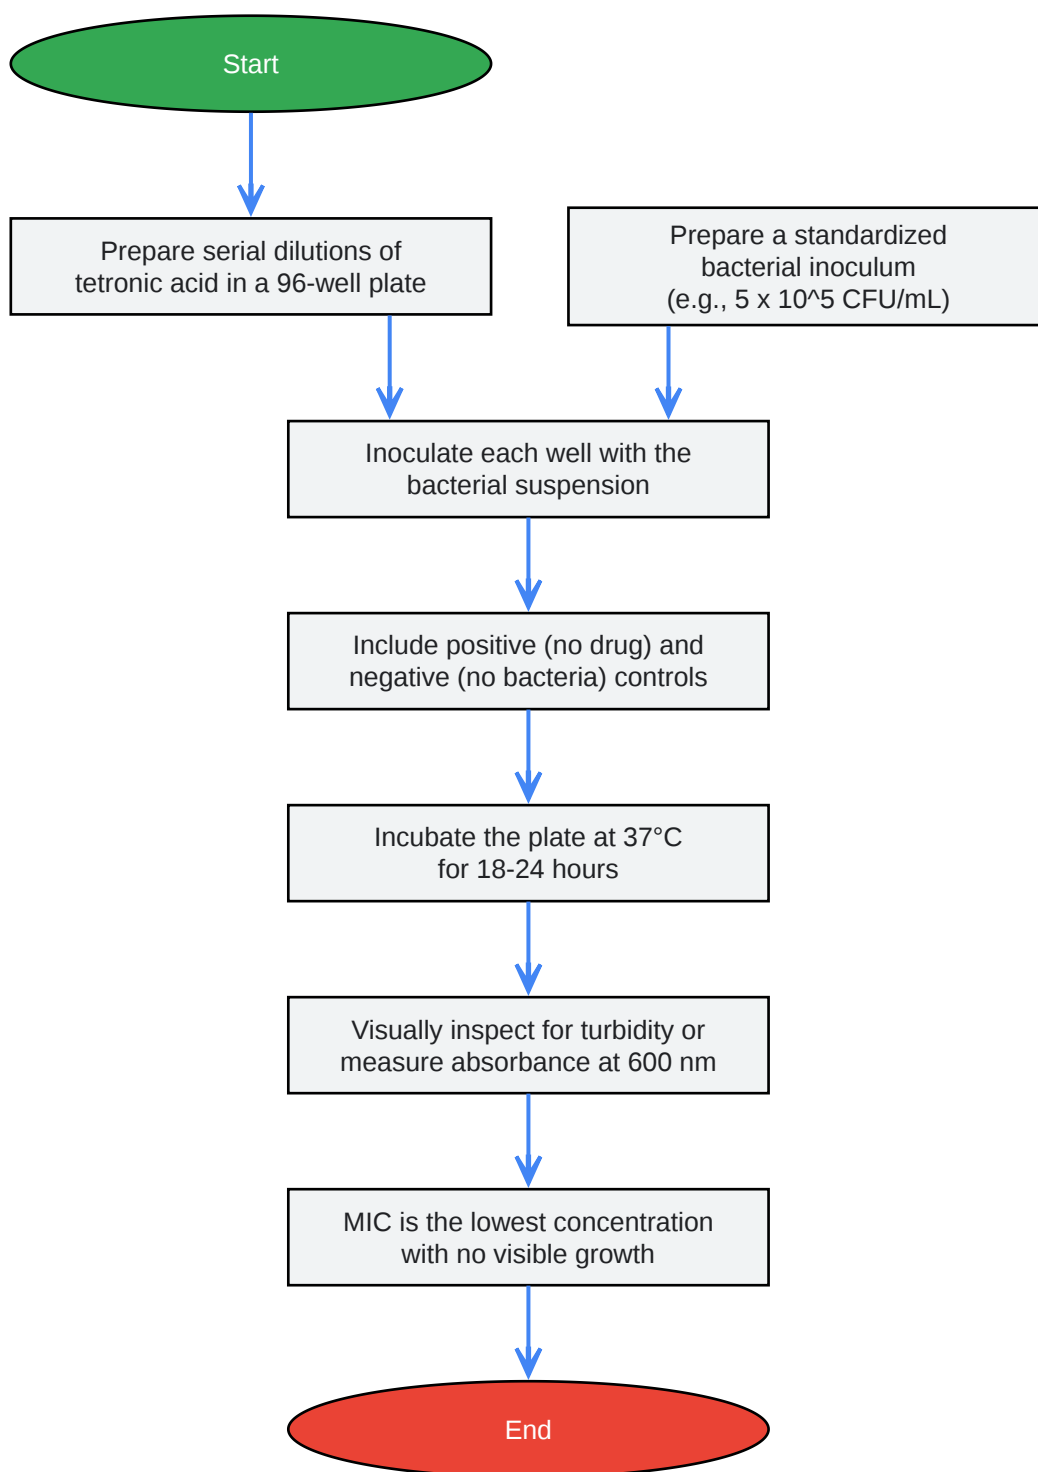 Start
Prepare serial dilutions of
tetronic acid in a 96-well plate
Prepare a standardized
bacterial inoculum
(e.g., 5 x 10^5 CFU/mL)
Inoculate each well with the
bacterial suspension
Include positive (no drug) and
negative (no bacteria) controls
Incubate the plate at 37°C
for 18-24 hours
Visually inspect for turbidity or
measure absorbance at 600 nm
MIC is the lowest concentration
with no visible growth
End